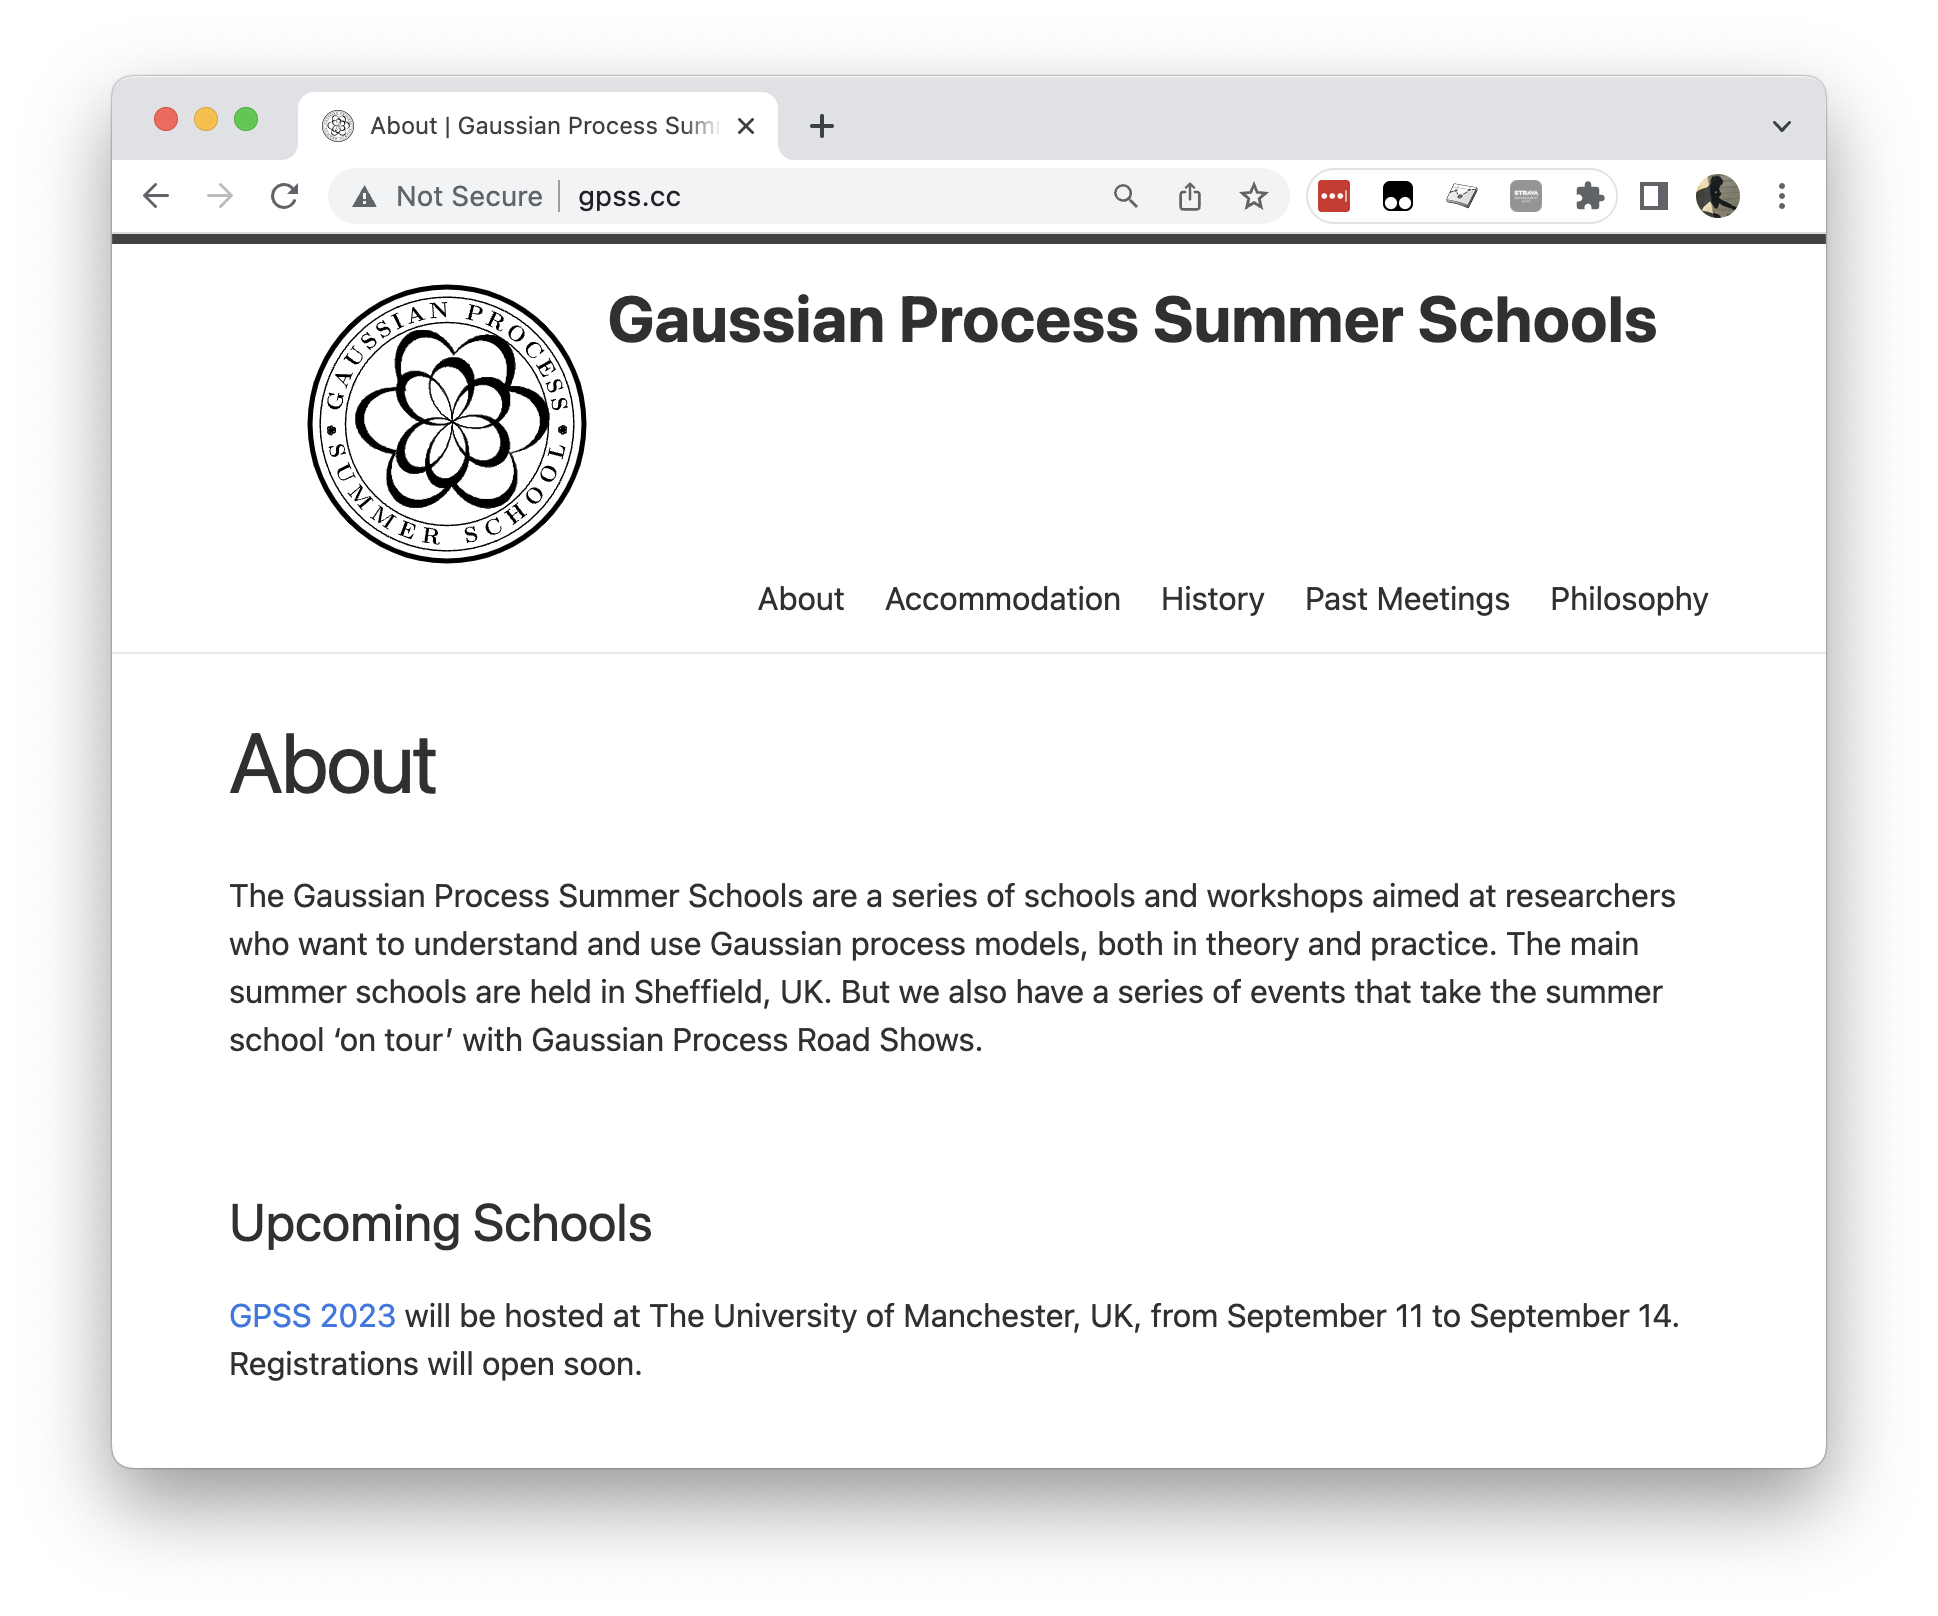 About | Gaussian Process Sum
Not Secure
gpss.cc
STRAVA
GAUSSIAN PROCESS
SUMMER SCHOOL
Gaussian Process Summer Schools
About Accommodation History Past Meetings Philosophy
About
The Gaussian Process Summer Schools are a series of schools and workshops aimed at researchers
who want to understand and use Gaussian process models, both in theory and practice. The main
summer schools are held in Sheffield, UK. But we also have a series of events that take the summer
school ‘on tour’ with Gaussian Process Road Shows.
Upcoming Schools
GPSS 2023 will be hosted at The University of Manchester, UK, from September 11 to September 14.
Registrations will open soon.